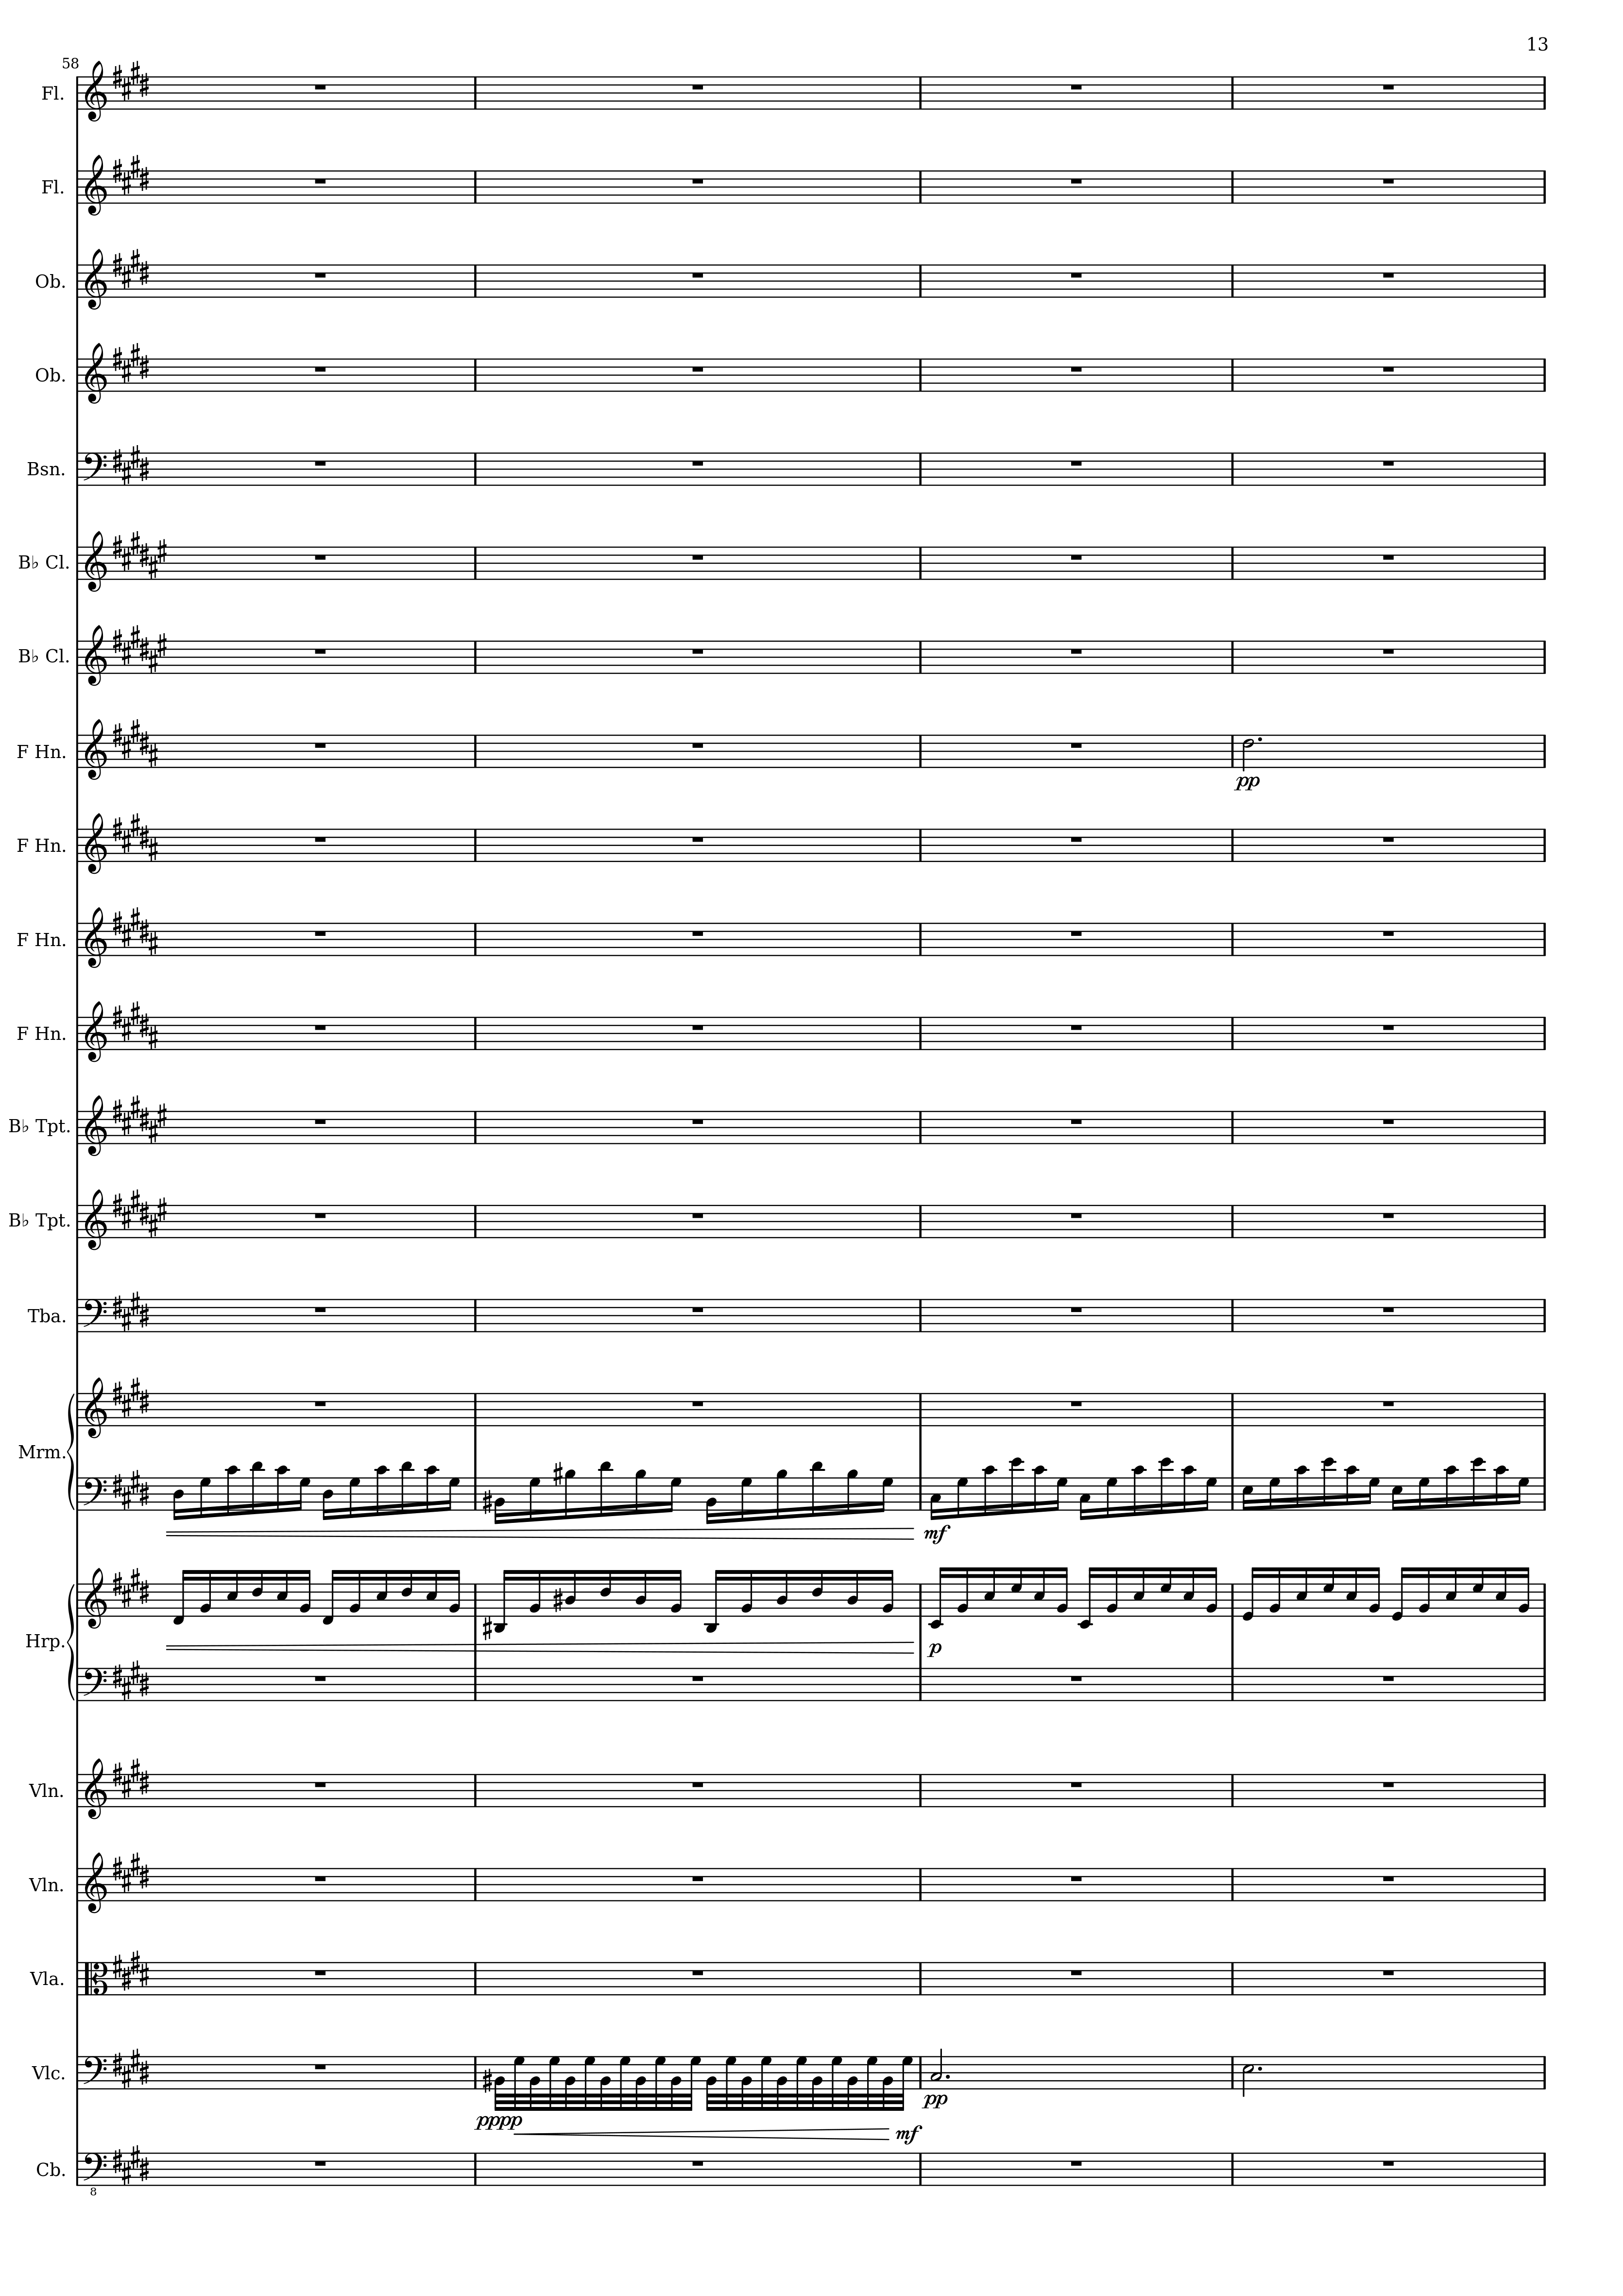 13
58
Fl.
Fl.
Ob.
Ob.
Bsn.
B♭ Cl.
B♭ Cl.
F Hn.
pp
F Hn.
F Hn.
F Hn.
B♭ Tpt.
B♭ Tpt.
Tba.
Mrm.
mf
Hrp.
p
Vln.
Vln.
Vla.
Vlc.
pppp mf pp
Cb.
8